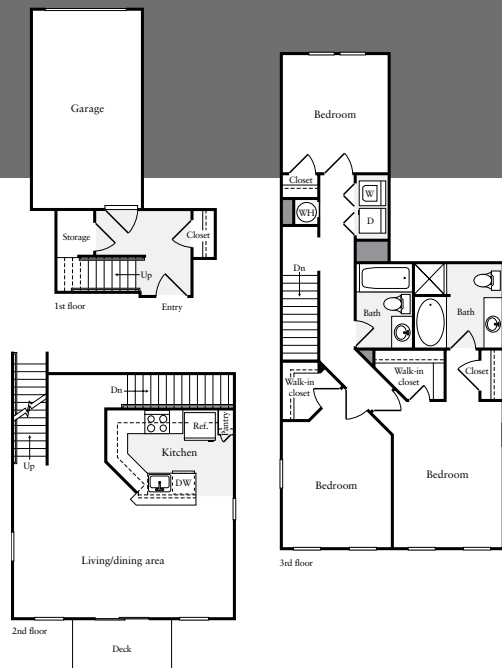 Garage
Storage
Closet
Up
1st floor
Entry
Dn
Ref.
Pantry
Kitchen
DW
Up
Living/dining area
2nd floor
Deck
Bedroom
Closet
W
WH
D
Dn
Bath
Bath
Walk-in
closet
Walk-in
closet
Closet
Bedroom
Bedroom
3rd floor